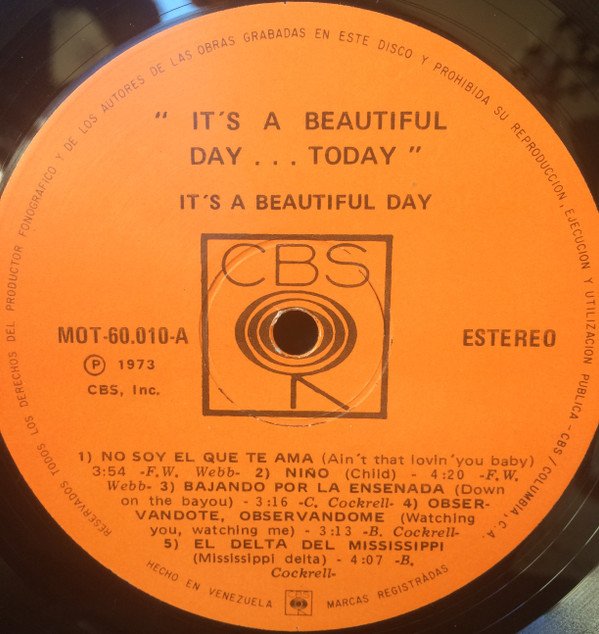 RESERVADOS TODOS LOS DERECHOS DEL PRODUCTOR FONOGRAFICO Y DE LOS AUTORES DE LAS OBRAS GRABADAS EN ESTE DISCO Y PROHIBIDA SU REPRODUCCION, EJECUCION Y UTILIZACION PUBLICA - CBS / COLUMBIA, C.A.
" IT'S A BEAUTIFUL
DAY . . . TODAY "
IT'S A BEAUTIFUL DAY
CBS
MOT-60.010-A
ESTEREO
Ⓟ 1973
CBS, Inc.
1) NO SOY EL QUE TE AMA (Ain't that lovin'you baby)
3:54 -F.W. Webb- 2) NIÑO (Child) - 4:20 -F.W.
Webb- 3) BAJANDO POR LA ENSENADA (Down
on the bayou) - 3:16 -C. Cockrell- 4) OBSER-
VANDOTE, OBSERVANDOME (Watching
you, watching me) - 3:13 -B. Cockrell-
5) EL DELTA DEL MISSISSIPPI
(Mississippi delta) - 4:07 -B.
Cockrell-
HECHO EN VENEZUELA MARCAS REGISTRADAS